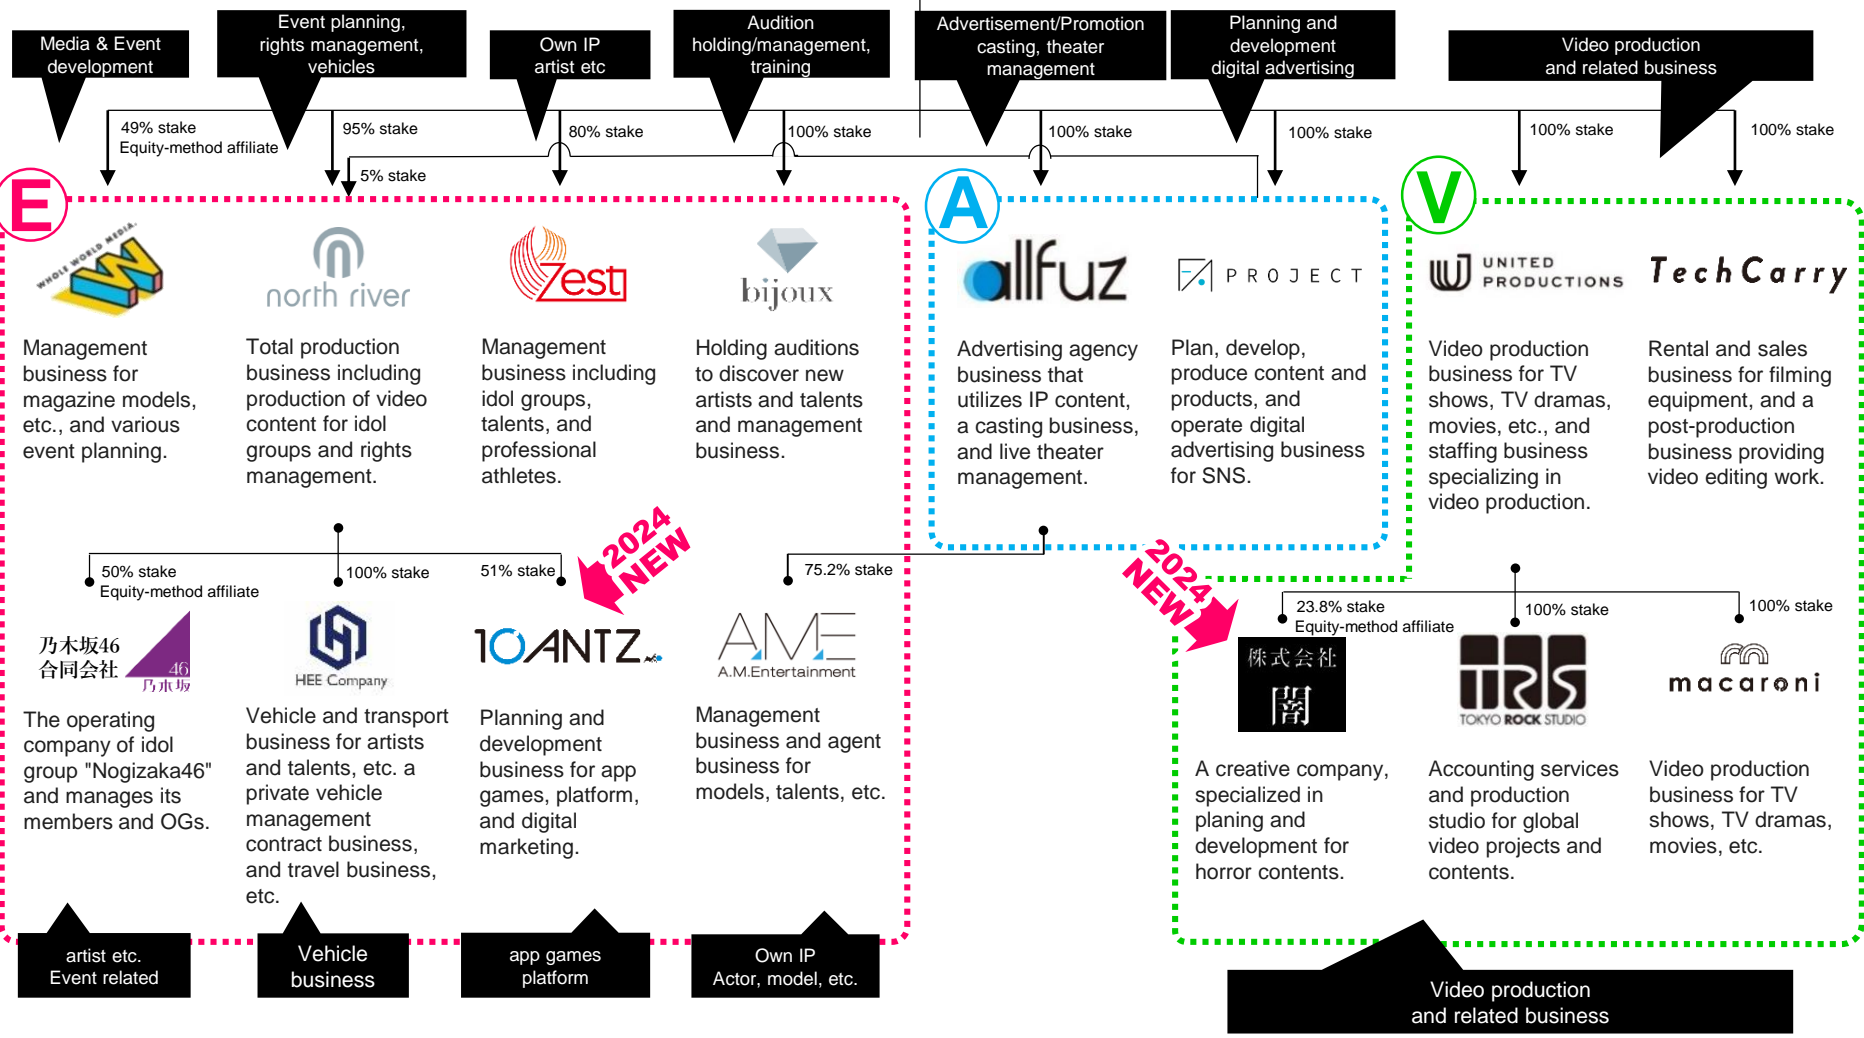 Media & Event
development
Event planning,
rights management,
vehicles
Own IP
artist etc
Audition
holding/management,
training
Advertisement/Promotion
casting, theater
management
Planning and
development
digital advertising
Video production
and related business
49% stake
Equity-method affiliate
95% stake
5% stake
80% stake
100% stake
100% stake
100% stake
100% stake
100% stake
E
A
V
WHOLE WORLD MEDIA.
W
Management
business for
magazine models,
etc., and various
event planning.
north river
Total production
business including
production of video
content for idol
groups and rights
management.
Zest
Management
business including
idol groups,
talents, and
professional
athletes.
bijoux
Holding auditions
to discover new
artists and talents
and management
business.
allfuz
Advertising agency
business that
utilizes IP content,
a casting business,
and live theater
management.
FA PROJECT
Plan, develop,
produce content and
products, and
operate digital
advertising business
for SNS.
UNITED
PRODUCTIONS
Video production
business for TV
shows, TV dramas,
movies, etc., and
staffing business
specializing in
video production.
TechCarry
Rental and sales
business for filming
equipment, and a
post-production
business providing
video editing work.
50% stake
Equity-method affiliate
100% stake
51% stake
2024
NEW
75.2% stake
2024
NEW
23.8% stake
Equity-method affiliate
100% stake
100% stake
乃木坂46
合同会社
46
乃木坂
The operating
company of idol
group "Nogizaka46"
and manages its
members and OGs.
HEE Company
Vehicle and transport
business for artists
and talents, etc. a
private vehicle
management
contract business,
and travel business,
etc.
10ANTZ
Planning and
development
business for app
games, platform,
and digital
marketing.
A.M.E
A.M.Entertainment
Management
business and agent
business for
models, talents, etc.
株式会社
闇
A creative company,
specialized in
planing and
development for
horror contents.
TRS
TOKYO ROCK STUDIO
Accounting services
and production
studio for global
video projects and
contents.
macaroni
Video production
business for TV
shows, TV dramas,
movies, etc.
artist etc.
Event related
Vehicle
business
app games
platform
Own IP
Actor, model, etc.
Video production
and related business